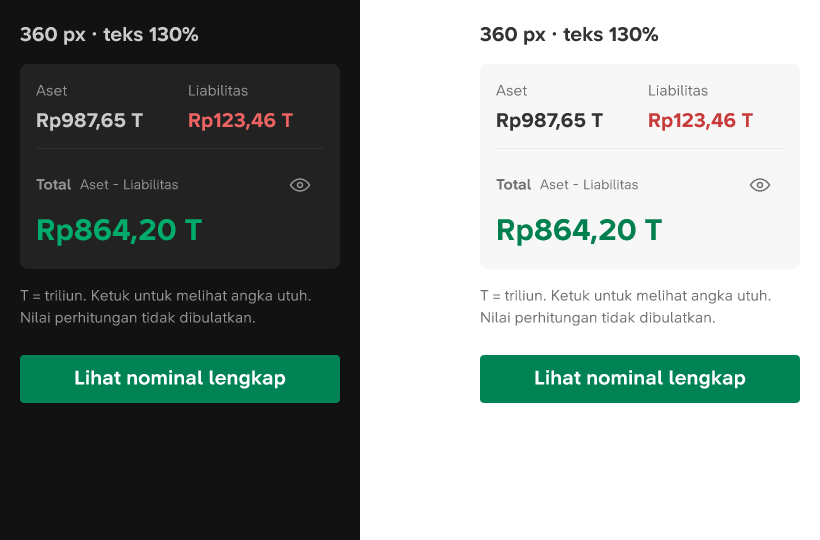 360 px · teks 130%
Aset Liabilitas
Rp987,65 T Rp123,46 T
Total Aset - Liabilitas
Rp864,20 T
T = triliun. Ketuk untuk melihat angka utuh.
Nilai perhitungan tidak dibulatkan.
Lihat nominal lengkap
360 px · teks 130%
Aset Liabilitas
Rp987,65 T Rp123,46 T
Total Aset - Liabilitas
Rp864,20 T
T = triliun. Ketuk untuk melihat angka utuh.
Nilai perhitungan tidak dibulatkan.
Lihat nominal lengkap